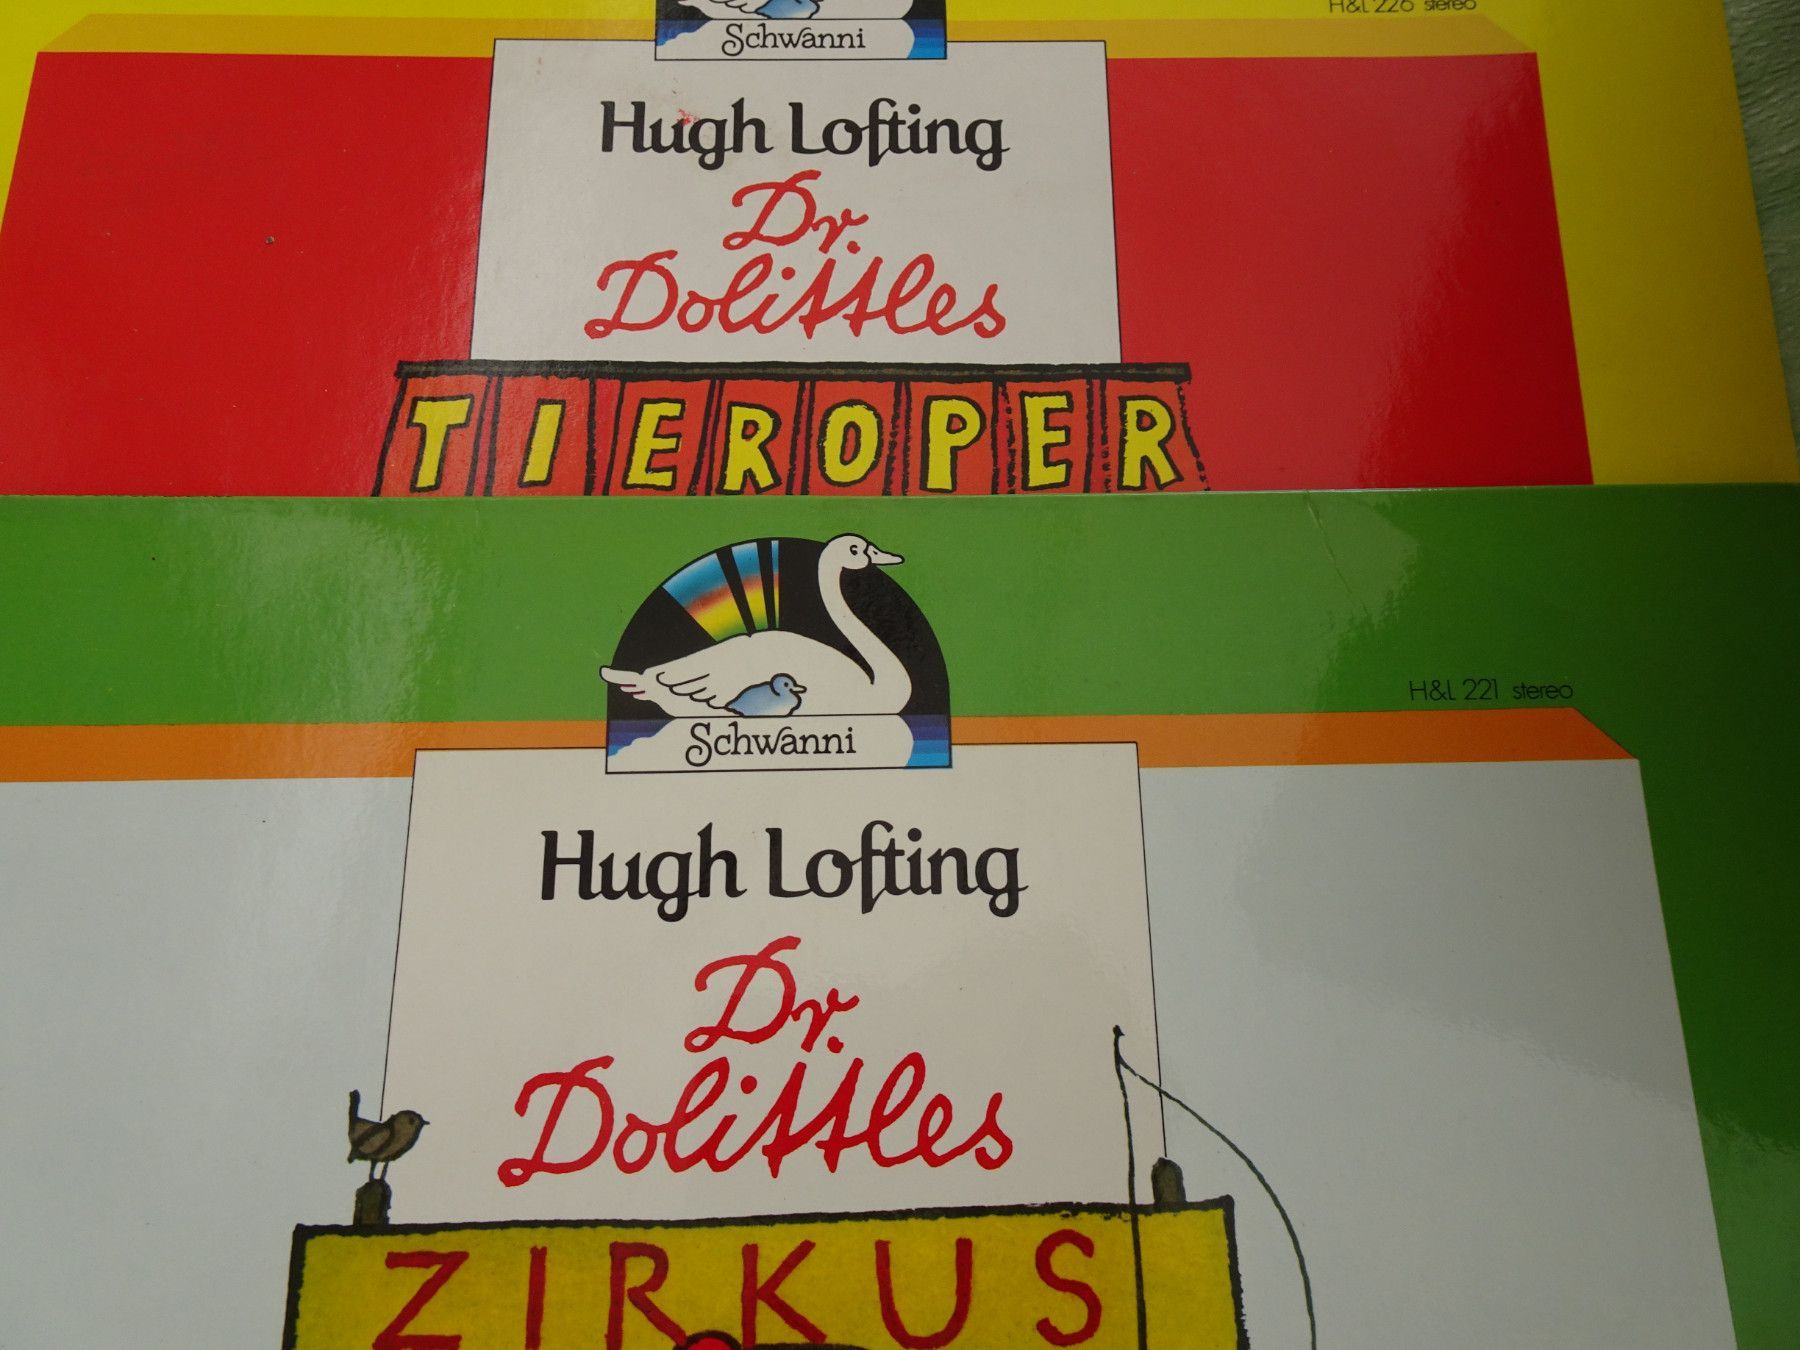 H&L 226 stereo
Schwanni
Hugh Lofting
Dr.
Dolittles
TIEROPER
H&L 221 stereo
Schwanni
Hugh Lofting
Dr.
Dolittles
ZIRKUS